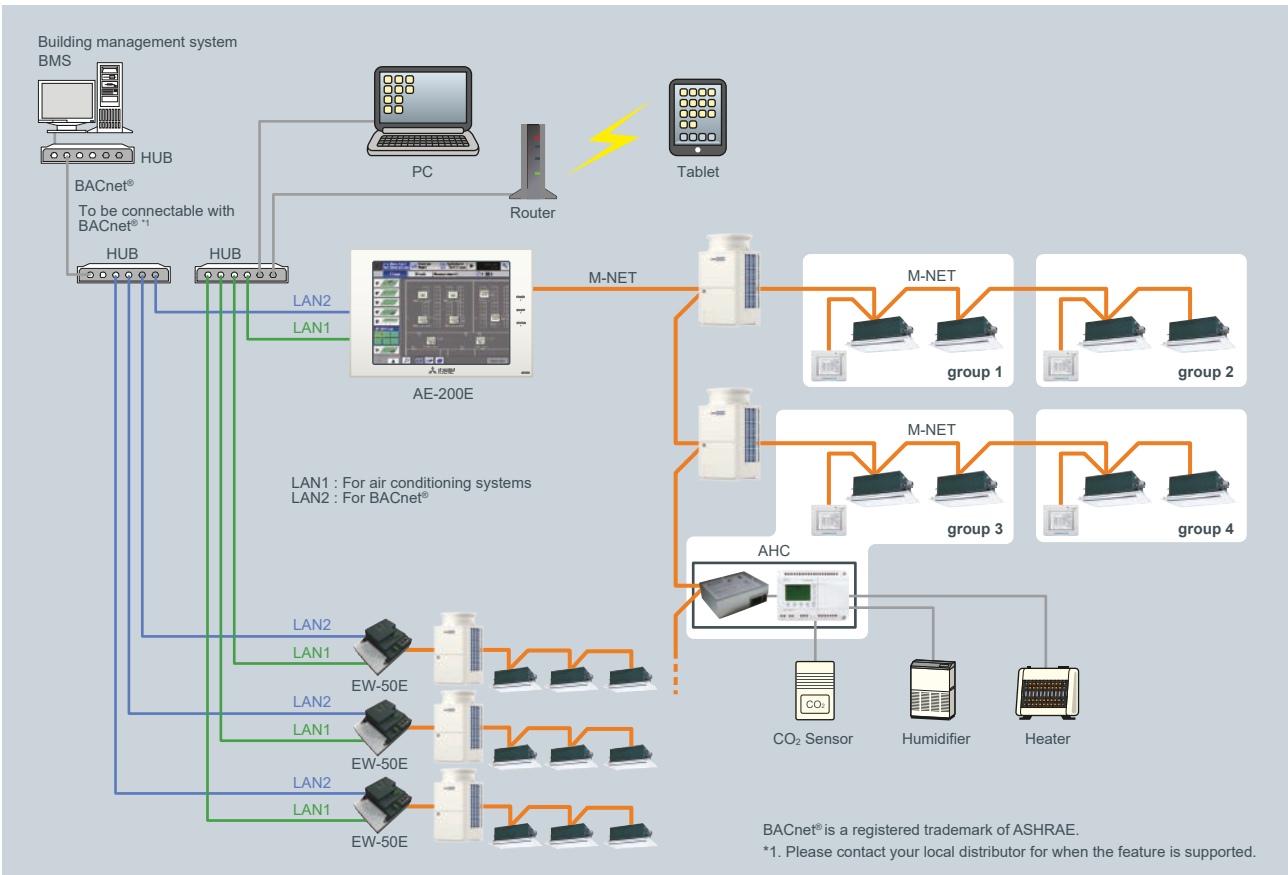 Building management system
BMS
HUB
BACnet®
PC
Router
Tablet
To be connectable with
BACnet® *1
HUB
HUB
LAN2
LAN1
AE-200E
M-NET
M-NET
group 1
group 2
M-NET
group 3
group 4
LAN1 : For air conditioning systems
LAN2 : For BACnet®
AHC
LAN2
LAN1
EW-50E
LAN2
LAN1
EW-50E
LAN2
LAN1
EW-50E
CO₂
CO₂ Sensor
Humidifier
Heater
BACnet® is a registered trademark of ASHRAE.
*1. Please contact your local distributor for when the feature is supported.